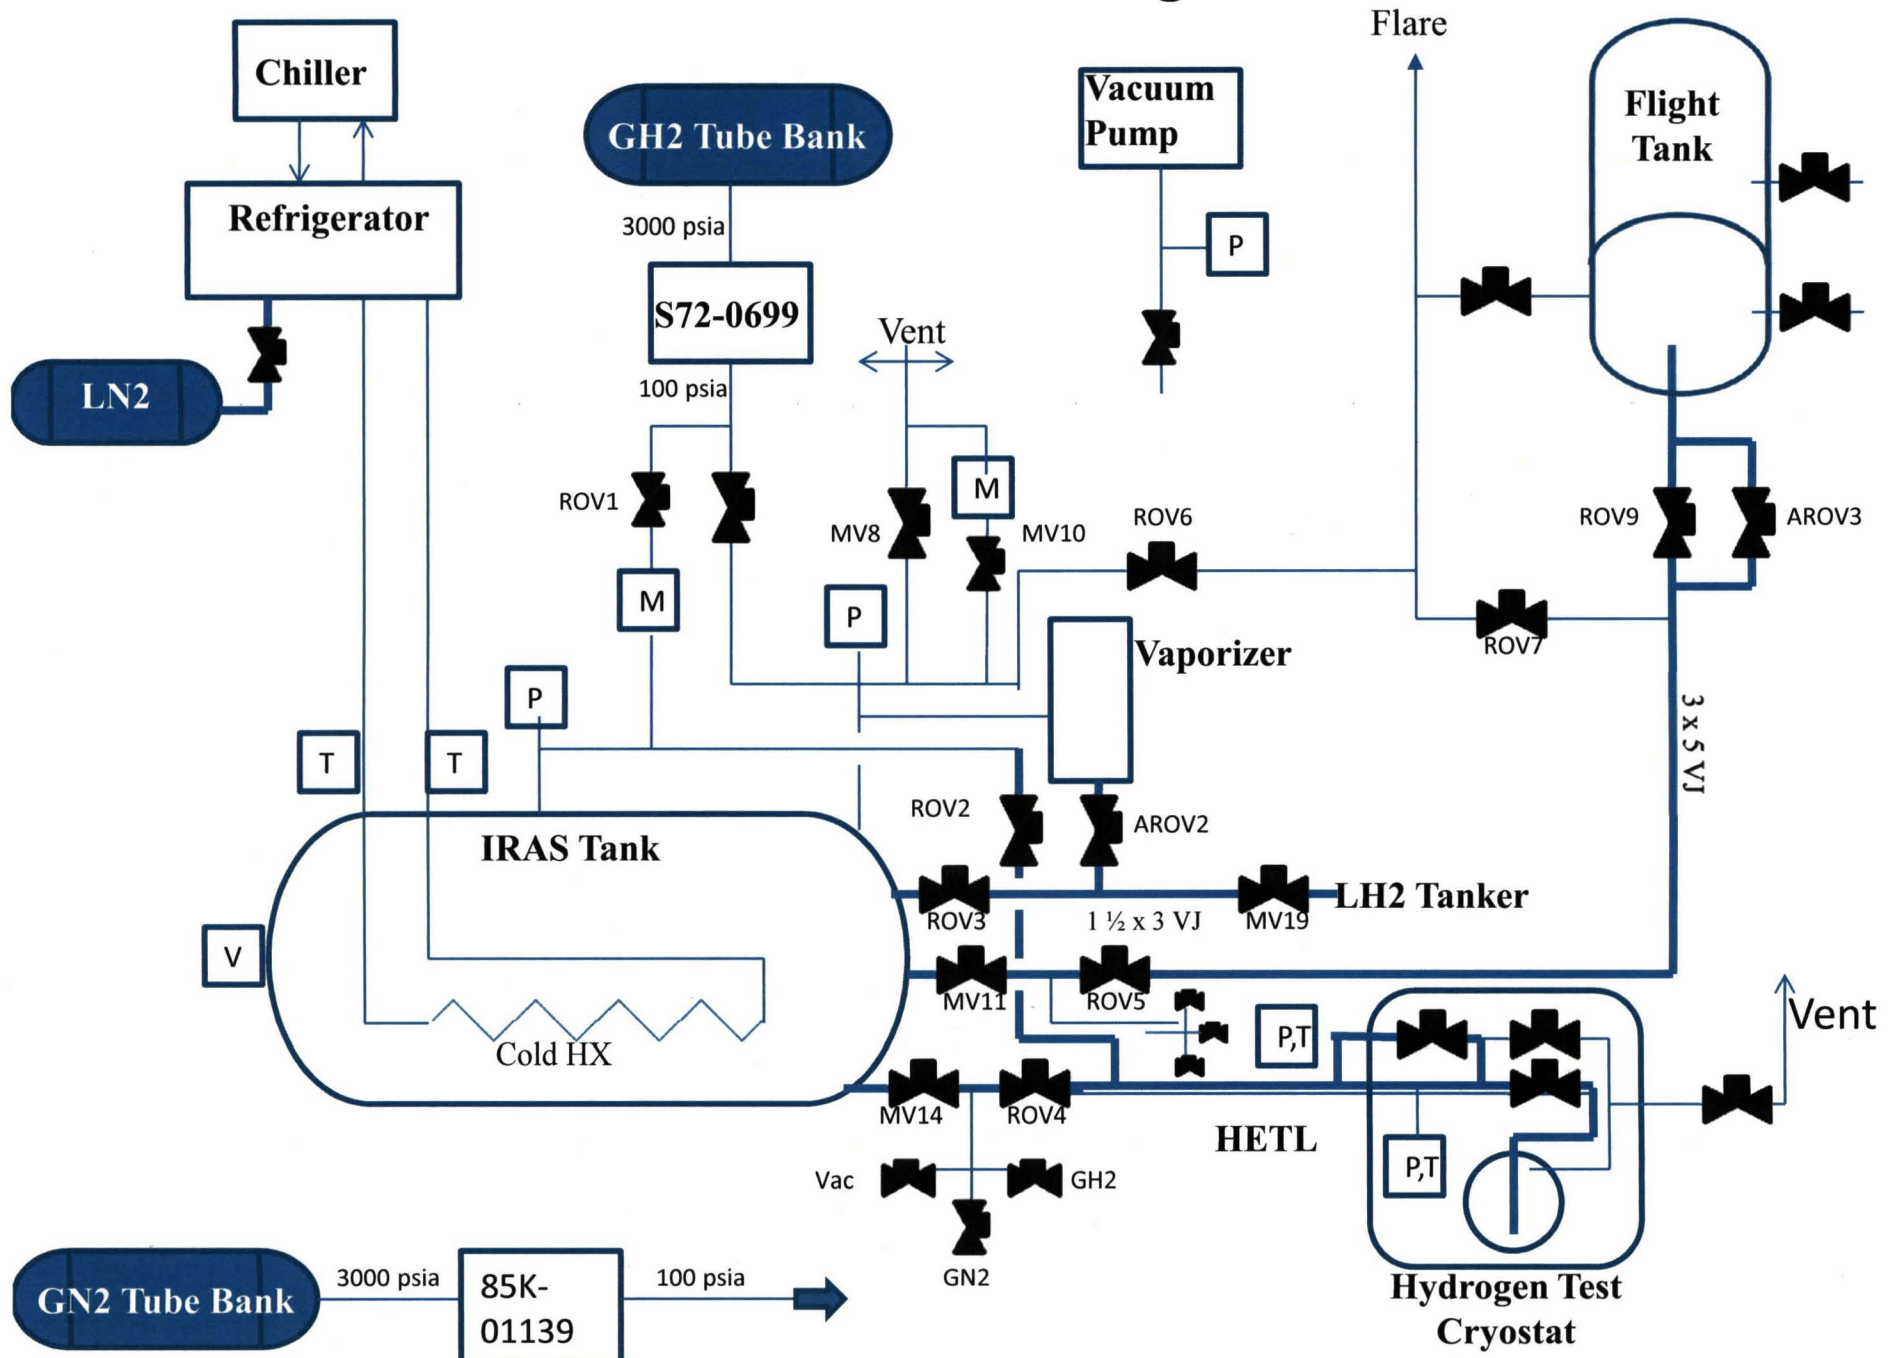 Flare
Chiller
Vacuum
Pump
Flight
Tank
GH2 Tube Bank
Refrigerator
3000 psia
P
S72-0699
Vent
100 psia
LN2
M
ROV1
MV8
MV10
ROV6
ROV9
AROV3
M
P
Vaporizer
ROV7
P
3 x 5 VJ
T
T
ROV2
AROV2
IRAS Tank
LH2 Tanker
ROV3
1 ½ x 3 VJ
MV19
V
MV11
ROV5
P,T
Vent
Cold HX
MV14
ROV4
HETL
P,T
Vac
GH2
GN2
GN2 Tube Bank
3000 psia
85K-
01139
100 psia
Hydrogen Test
Cryostat